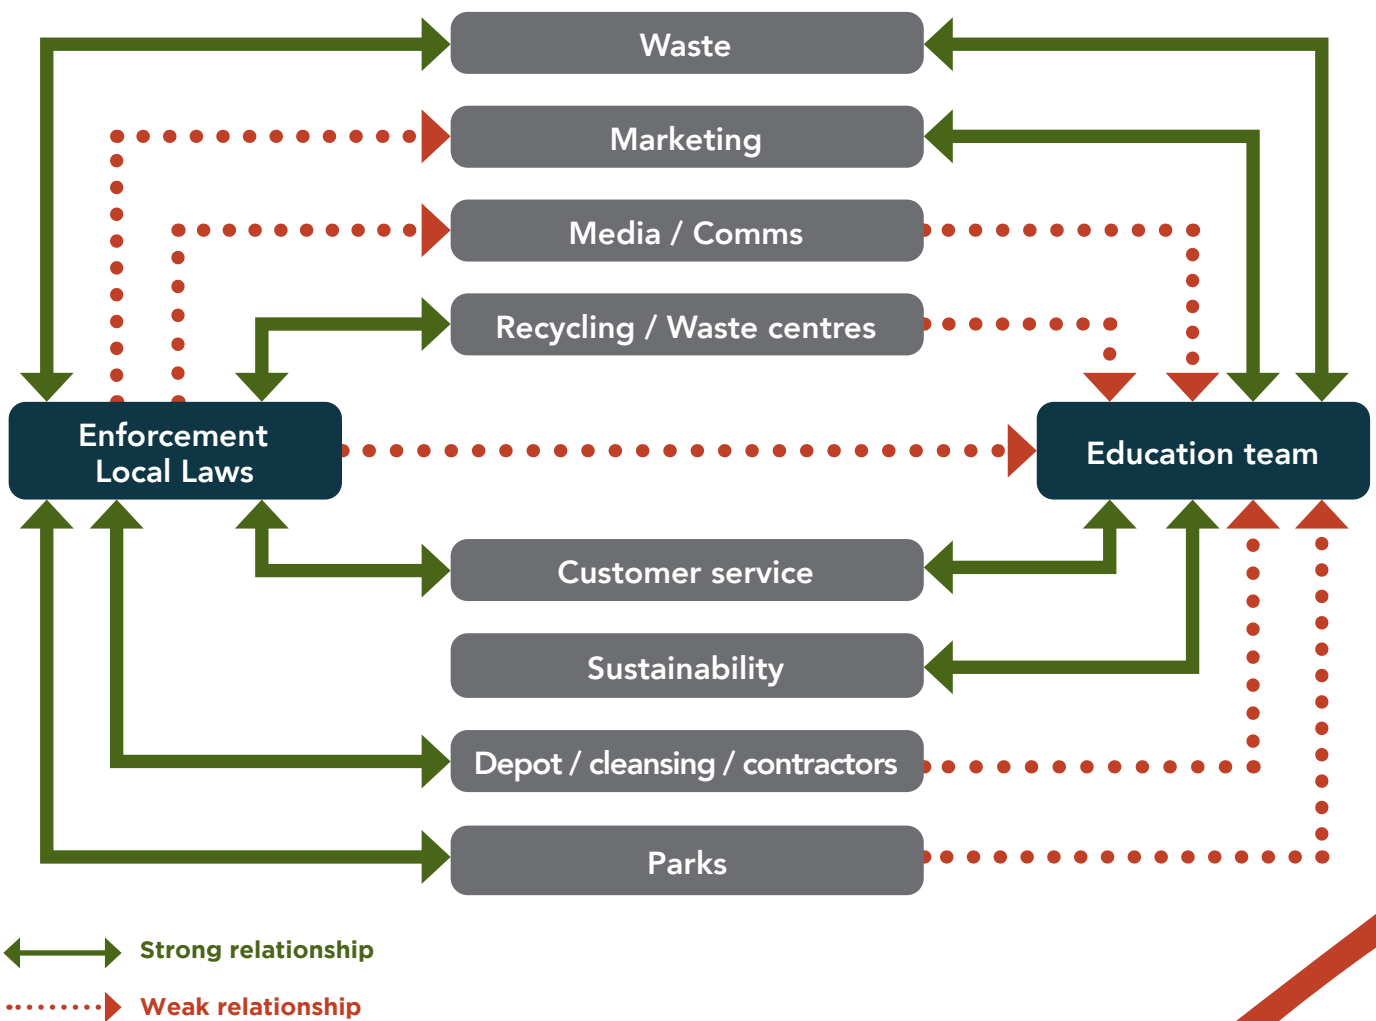 Waste
Marketing
Media / Comms
Recycling / Waste centres
Enforcement
Local Laws
Education team
Customer service
Sustainability
Depot / cleansing / contractors
Parks
Strong relationship
Weak relationship